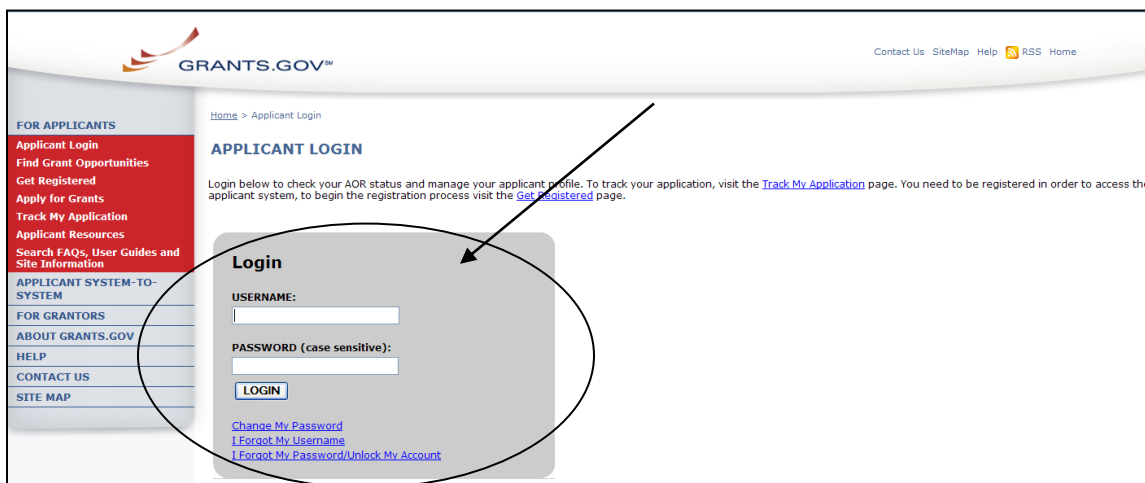 GRANTS.GOV℠
Contact Us SiteMap Help RSS Home
FOR APPLICANTS
Applicant Login
Find Grant Opportunities
Get Registered
Apply for Grants
Track My Application
Applicant Resources
Search FAQs, User Guides and
Site Information
APPLICANT SYSTEM-TO-
SYSTEM
FOR GRANTORS
ABOUT GRANTS.GOV
HELP
CONTACT US
SITE MAP
Home > Applicant Login
APPLICANT LOGIN
Login below to check your AOR status and manage your applicant profile. To track your application, visit the Track My Application page. You need to be registered in order to access the
applicant system, to begin the registration process visit the Get Registered page.
Login
USERNAME:
PASSWORD (case sensitive):
LOGIN
Change My Password
I Forgot My Username
I Forgot My Password/Unlock My Account